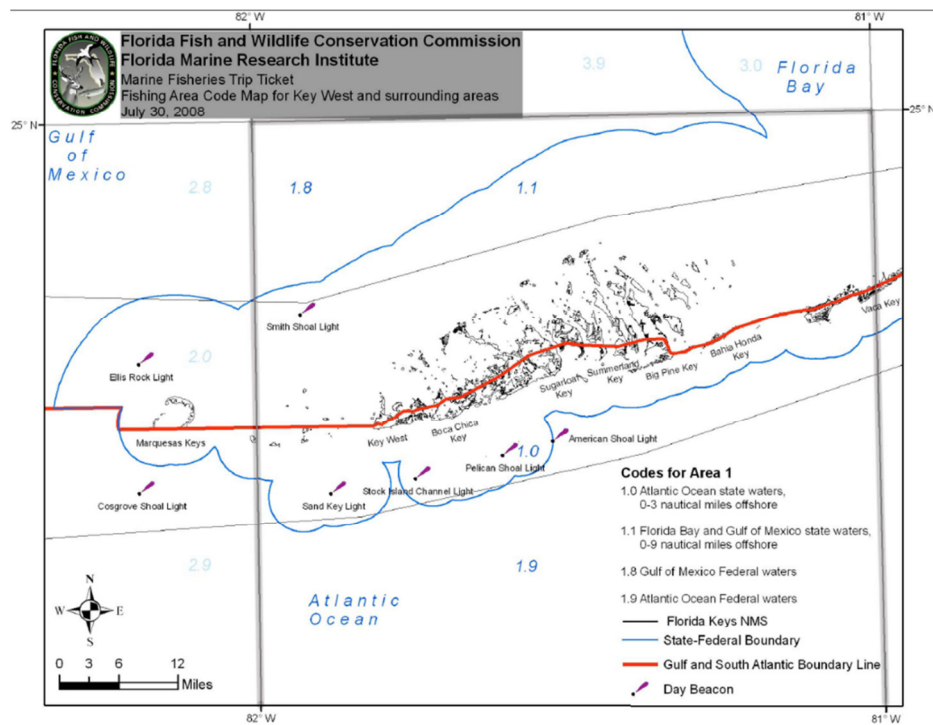 82° W
81° W
Florida Fish and Wildlife Conservation Commission
Florida Marine Research Institute
Marine Fisheries Trip Ticket
Fishing Area Code Map for Key West and surrounding areas
July 30, 2008
3.9
3.0
Florida
Bay
25° N
25° N
Gulf
of
Mexico
2.8
1.8
1.1
Smith Shoal Light
Vaca Key
2.0
Ellis Rock Light
Bahia Honda
Key
Summerland
Key
Sugarloaf
Key
Big Pine Key
Marquesas Keys
Key West
Boca Chica
Key
American Shoal Light
1.0
Pelican Shoal Light
Cosgrove Shoal Light
Sand Key Light
Stock Island Channel Light
2.9
1.9
Atlantic
Ocean
Codes for Area 1
1.0 Atlantic Ocean state waters,
0-3 nautical miles offshore
1.1 Florida Bay and Gulf of Mexico state waters,
0-9 nautical miles offshore
1.8 Gulf of Mexico Federal waters
1.9 Atlantic Ocean Federal waters
Florida Keys NMS
State-Federal Boundary
Gulf and South Atlantic Boundary Line
Day Beacon
N
W E
S
0 3 6 12
Miles
82° W
81° W